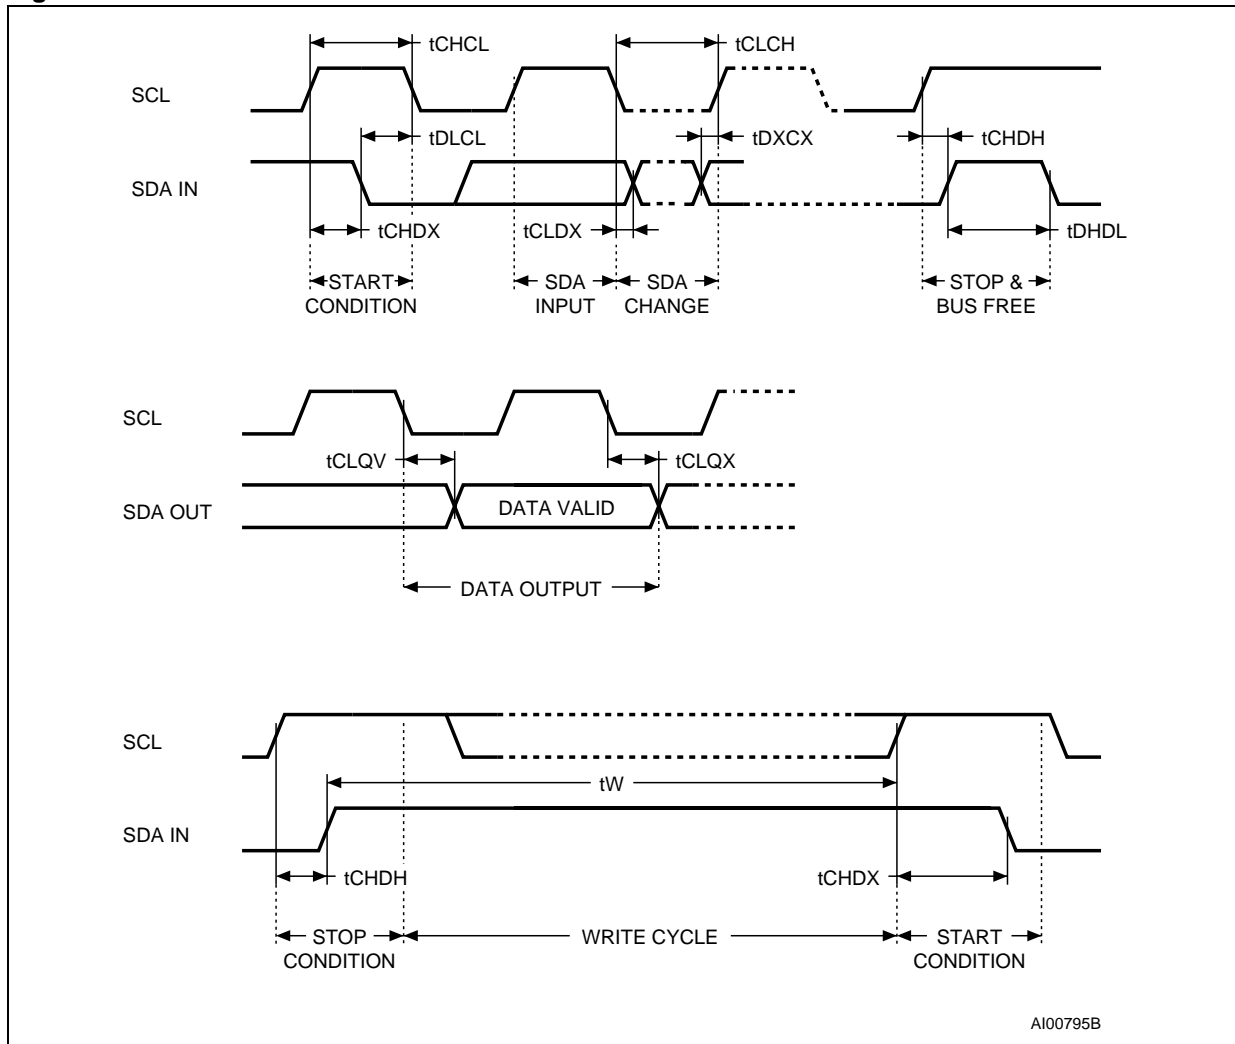 tCHCL
tCLCH
SCL
tDLCL
tDXCX
tCHDH
SDA IN
tCHDX
tCLDX
tDHDL
START
CONDITION
SDA
INPUT
SDA
CHANGE
STOP &
BUS FREE
SCL
tCLQV
tCLQX
SDA OUT
DATA VALID
DATA OUTPUT
SCL
tW
SDA IN
tCHDH
tCHDX
STOP
CONDITION
WRITE CYCLE
START
CONDITION
AI00795B